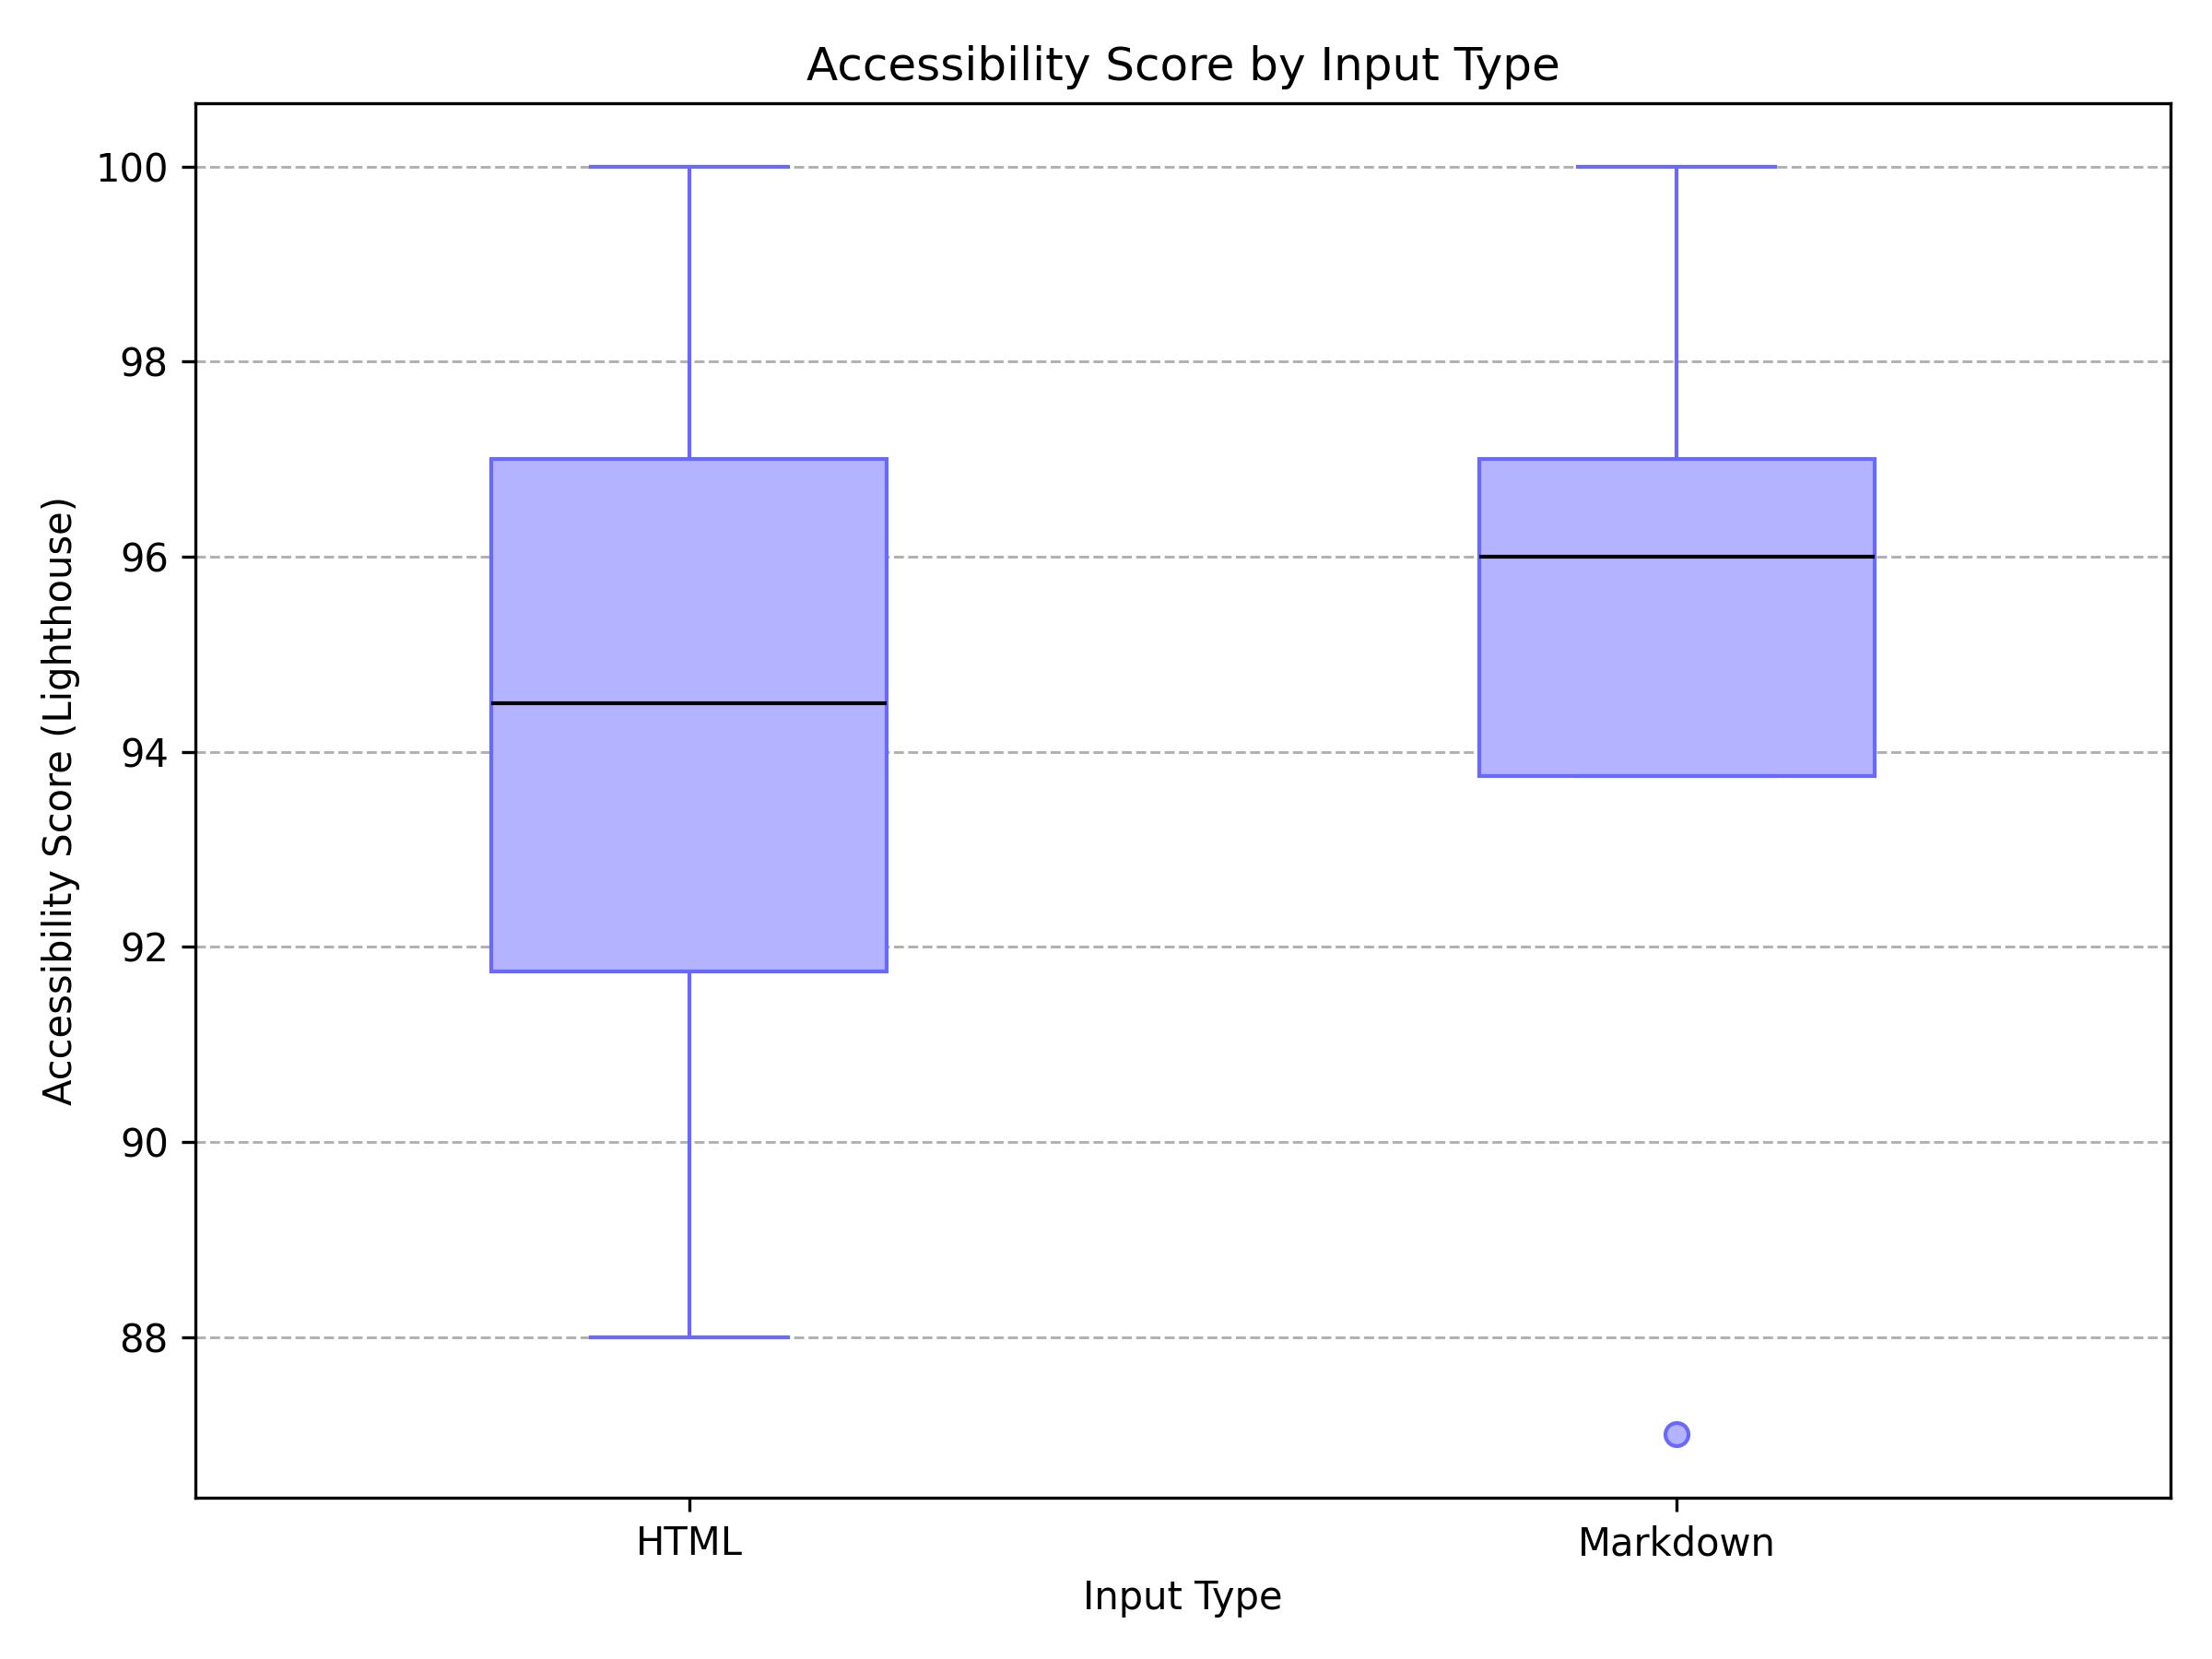 Accessibility Score by Input Type
Accessibility Score (Lighthouse)
100
98
96
94
92
90
88
HTML
Markdown
Input Type